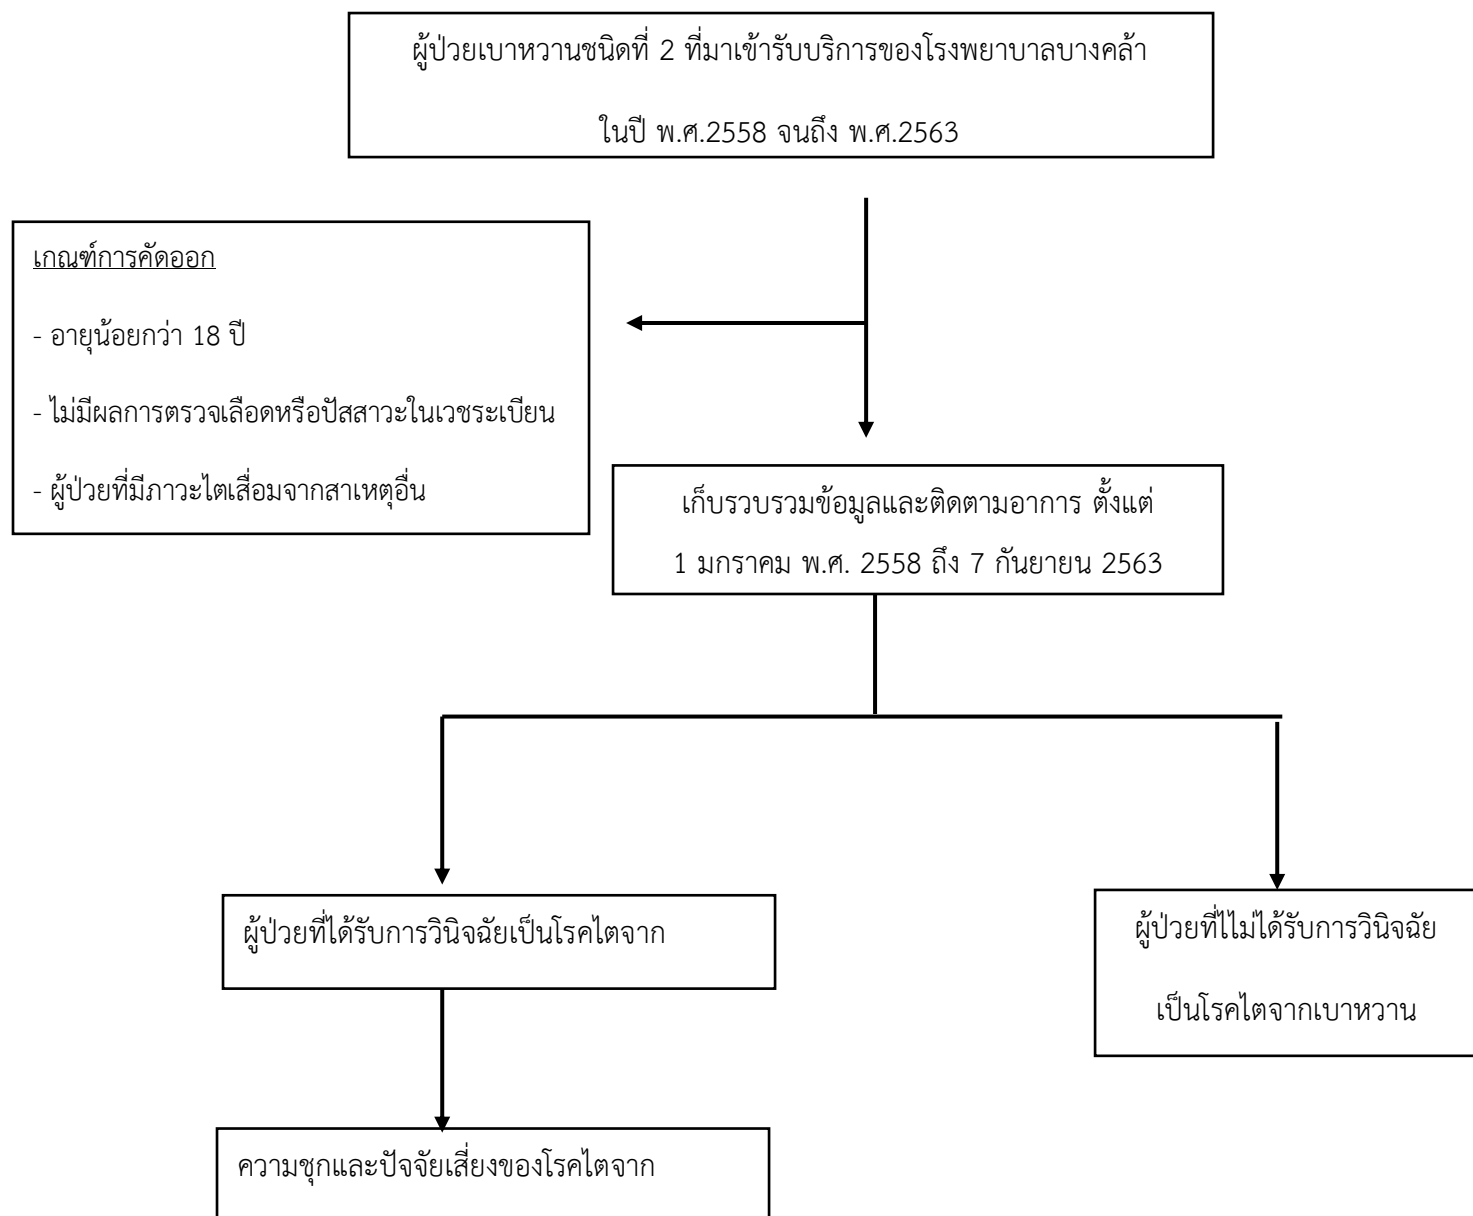 ผู้ป่วยเบาหวานชนิดที่ 2 ที่มาเข้ารับบริการของโรงพยาบาลบางคล้า
ในปี พ.ศ.2558 จนถึง พ.ศ.2563
เกณฑ์การคัดออก
- อายุน้อยกว่า 18 ปี
- ไม่มีผลการตรวจเลือดหรือปัสสาวะในเวชระเบียน
- ผู้ป่วยที่มีภาวะไตเสื่อมจากสาเหตุอื่น
เก็บรวบรวมข้อมูลและติดตามอาการ ตั้งแต่
1 มกราคม พ.ศ. 2558 ถึง 7 กันยายน 2563
ผู้ป่วยที่ได้รับการวินิจฉัยเป็นโรคไตจาก
ผู้ป่วยที่ไไม่ได้รับการวินิจฉัย
เป็นโรคไตจากเบาหวาน
ความชุกและปัจจัยเสี่ยงของโรคไตจาก